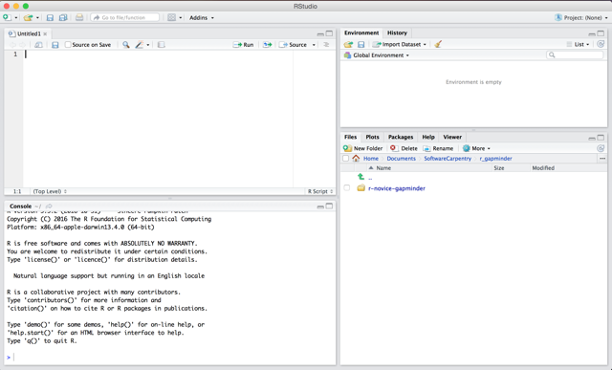 RStudio
Go to file/function
Addins
Project: (None)
Untitled1
Source on Save
Run
Source
1
1:1
(Top Level)
R Script
Console
~/
Copyright (C) 2016 The R Foundation for Statistical Computing
Platform: x86_64-apple-darwin13.4.0 (64-bit)
R is free software and comes with ABSOLUTELY NO WARRANTY.
You are welcome to redistribute it under certain conditions.
Type 'license()' or 'licence()' for distribution details.
Natural language support but running in an English locale
R is a collaborative project with many contributors.
Type 'contributors()' for more information and
'citation()' on how to cite R or R packages in publications.
Type 'demo()' for some demos, 'help()' for on-line help, or
'help.start()' for an HTML browser interface to help.
Type 'q()' to quit R.
>
Environment History
Import Dataset
List
Global Environment
Environment is empty
Files Plots Packages Help Viewer
New Folder Delete Rename More
Home Documents SoftwareCarpentry r_gapminder
Name Size Modified
..
r-novice-gapminder